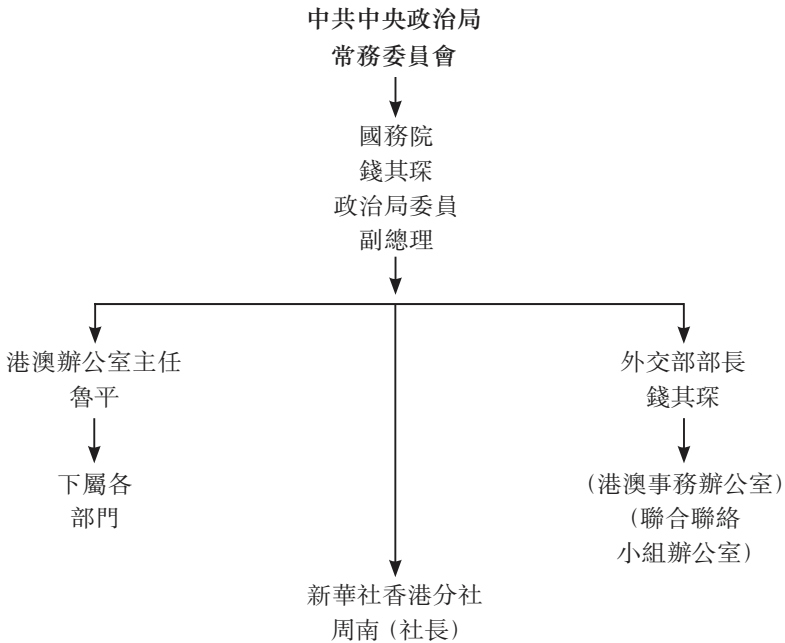 中共中央政治局
常務委員會
國務院
錢其琛
政治局委員
副總理
港澳辦公室主任
魯平
下屬各
部門
外交部部長
錢其琛
(港澳事務辦公室)
(聯合聯絡
小組辦公室)
新華社香港分社
周南(社長)